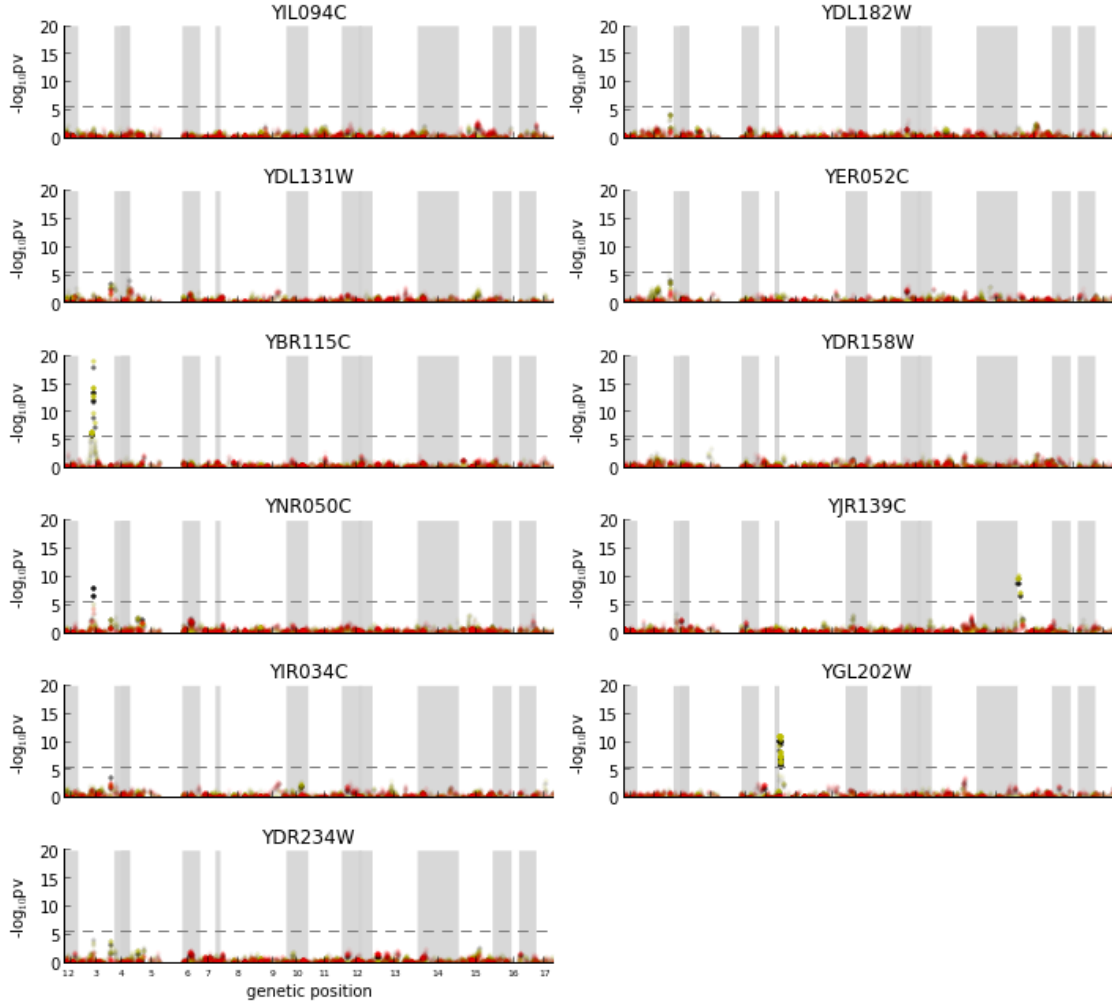 YIL094C
20
15
10
5
0
-log10pv
YDL182W
20
15
10
5
0
-log10pv
YDL131W
20
15
10
5
0
-log10pv
YER052C
20
15
10
5
0
-log10pv
YBR115C
20
15
10
5
0
-log10pv
YDR158W
20
15
10
5
0
-log10pv
YNR050C
20
15
10
5
0
-log10pv
YJR139C
20
15
10
5
0
-log10pv
YIR034C
20
15
10
5
0
-log10pv
YGL202W
20
15
10
5
0
-log10pv
YDR234W
20
15
10
5
0
-log10pv
1 2 3 4 5 6 7 8 9 10 11 12 13 14 15 16 17
genetic position